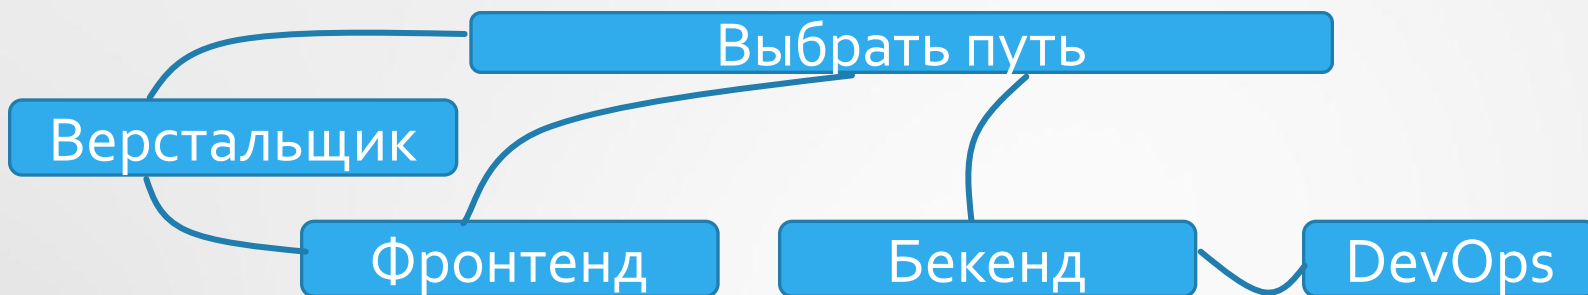 Выбрать путь
Верстальщик
Фронтенд
Бекенд
DevOps